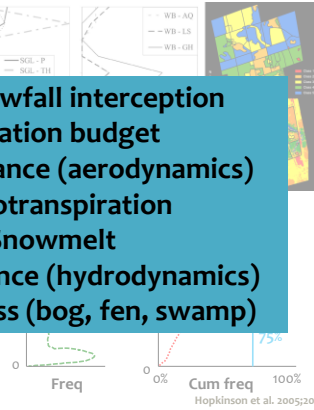 WB - AQ
WB - LS
WB - GH
SGL - P
SGL - TH
wfall interception
ation budget
ance (aerodynamics)
otranspiration
Snowmelt
nce (hydrodynamics)
ss (bog, fen, swamp)
75%
0
0
0%
100%
Freq
Cum freq
Hopkinson et al. 2005;20